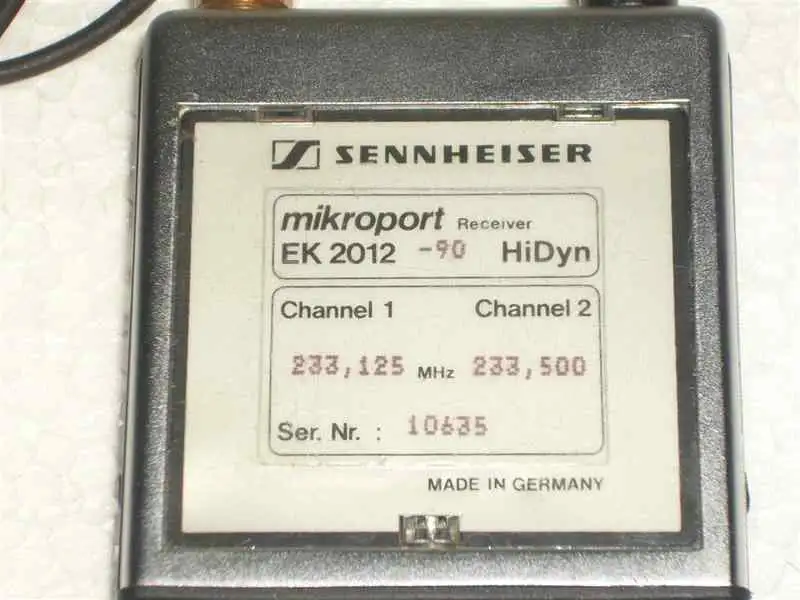 SENNHEISER
mikroport Receiver
EK 2012 -90 HiDyn
Channel 1 Channel 2
233,125 MHz 233,500
Ser. Nr. : 10635
MADE IN GERMANY